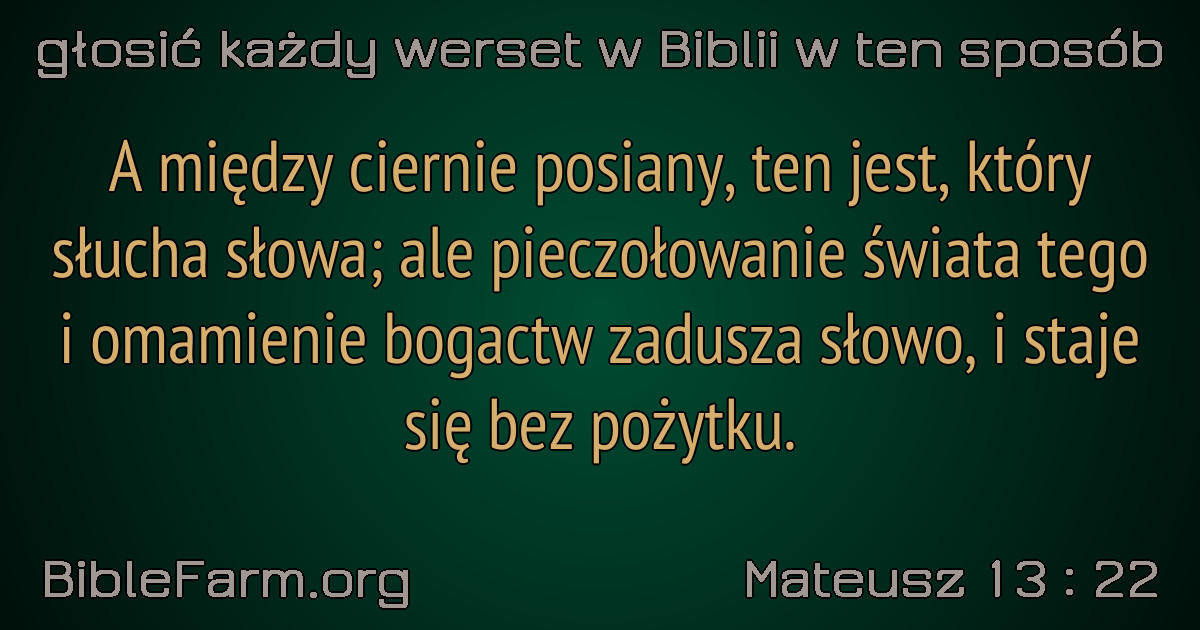 głosić każdy werset w Biblii w ten sposób
A między ciernie posiany, ten jest, który
słucha słowa; ale pieczołowanie świata tego
i omamienie bogactw zadusza słowo, i staje
się bez pożytku.
BibleFarm.org
Mateusz 13 : 22